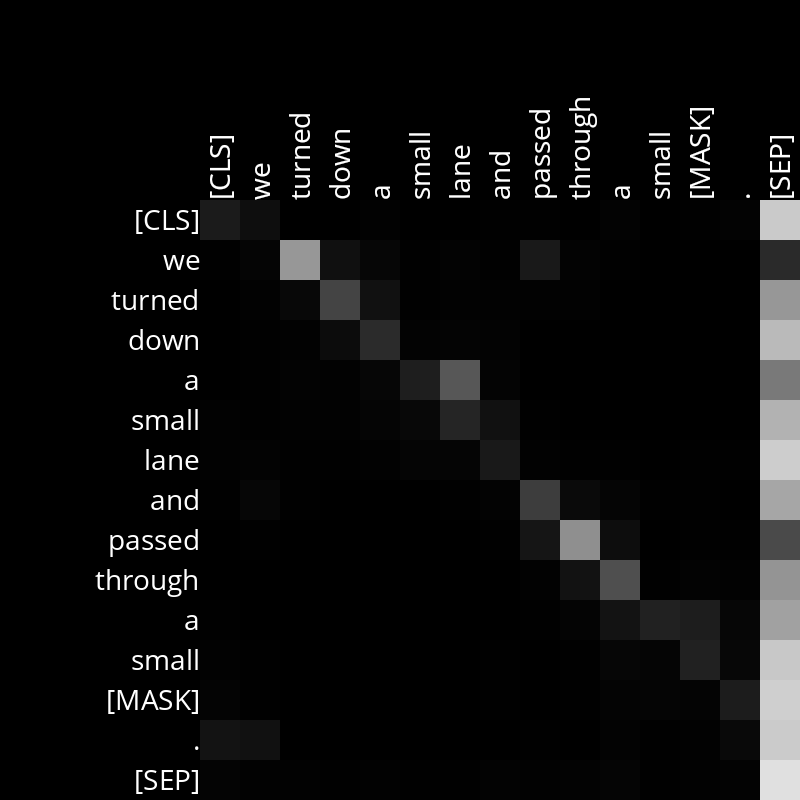 [CLS] we turned down a small lane and passed through a small [MASK] . [SEP]
[CLS]
we
turned
down
a
small
lane
and
passed
through
a
small
[MASK]
.
[SEP]